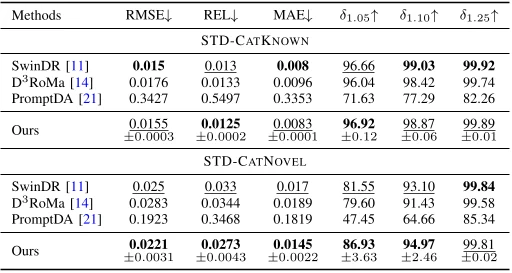 Methods RMSE↓ REL↓ MAE↓ δ1.05↑ δ1.10↑ δ1.25↑
STD-CATKNOWN
SwinDR [11] 0.015 0.013 0.008 96.66 99.03 99.92
D³RoMa [14] 0.0176 0.0133 0.0096 96.04 98.42 99.74
PromptDA [21] 0.3427 0.5497 0.3353 71.63 77.29 82.26
Ours 0.0155 0.0125 0.0083 96.92 98.87 99.89
±0.0003 ±0.0002 ±0.0001 ±0.12 ±0.06 ±0.01
STD-CATNOVEL
SwinDR [11] 0.025 0.033 0.017 81.55 93.10 99.84
D³RoMa [14] 0.0283 0.0344 0.0189 79.60 91.43 99.58
PromptDA [21] 0.1923 0.3468 0.1819 47.45 64.66 85.34
Ours 0.0221 0.0273 0.0145 86.93 94.97 99.81
±0.0031 ±0.0043 ±0.0022 ±3.63 ±2.46 ±0.02